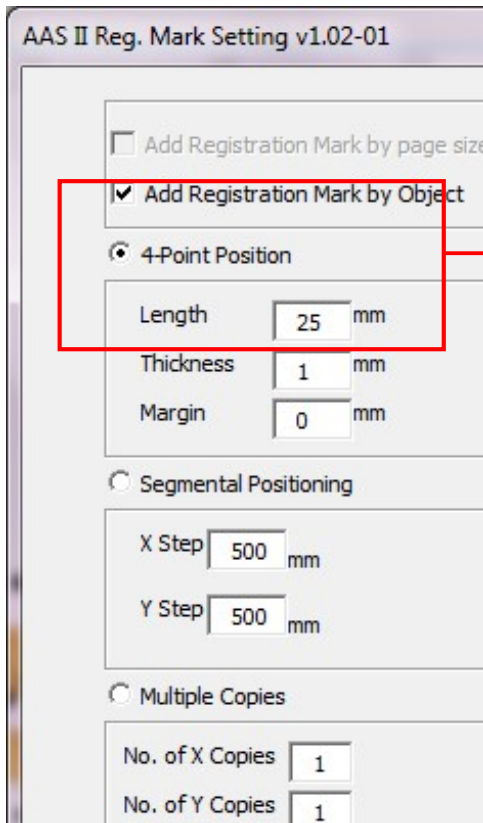 AAS II Reg. Mark Setting v1.02-01
Add Registration Mark by page size
Add Registration Mark by Object
4-Point Position
Length 25 mm
Thickness 1 mm
Margin 0 mm
Segmental Positioning
X Step 500 mm
Y Step 500 mm
Multiple Copies
No. of X Copies 1
No. of Y Copies 1